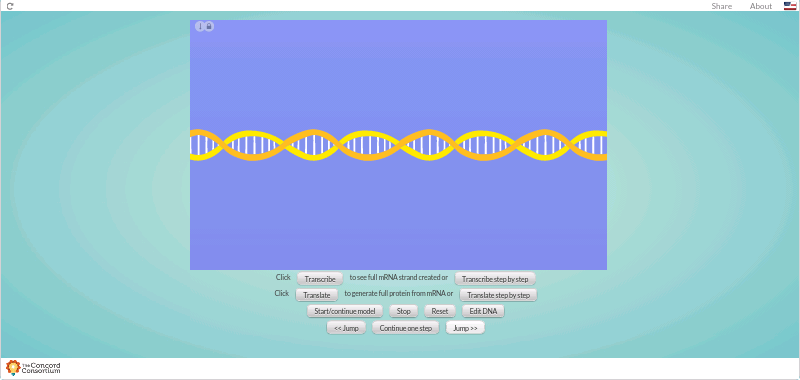 Share About
Click Transcribe to see full mRNA strand created or Transcribe step by step
Click Translate to generate full protein from mRNA or Translate step by step
Start/continue model Stop Reset Edit DNA
<< Jump Continue one step Jump >>
The Concord
Consortium